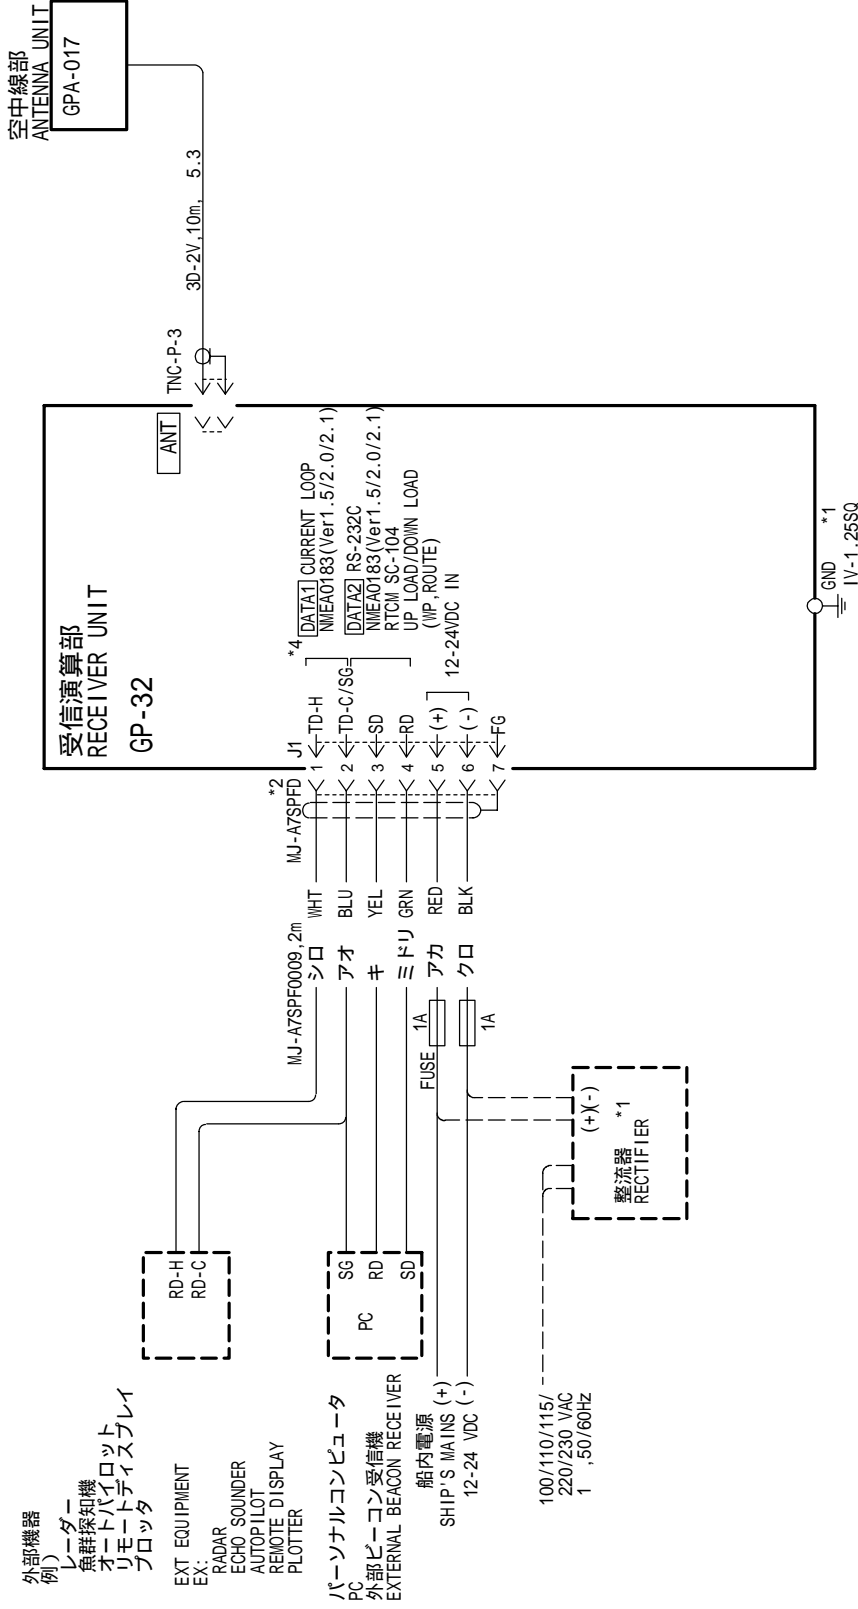 空中線部
ANTENNA UNIT
GPA-017
3D-2V,10m, 5.3
TNC-P-3
ANT
受信演算部
RECEIVER UNIT
GP-32
*4
DATA1 CURRENT LOOP
NMEA0183(Ver1.5/2.0/2.1)
DATA2 RS-232C
NMEA0183(Ver1.5/2.0/2.1)
RTCM SC-104
UP LOAD/DOWN LOAD
(WP,ROUTE)
12-24VDC IN
GND *1
IV-1.25SQ
J1
TD-H
TD-C/SG
SD
RD
(+)
(-)
FG
1
2
3
4
5
6
7
*2
MJ-A7SPFD
MJ-A7SPF0009,2m
シロ WHT
アオ BLU
キ YEL
ミドリ GRN
アカ RED
クロ BLK
FUSE
1A
1A
(+)(-)
整流器 *1
RECTIFIER
RD-H
RD-C
SG
RD
SD
PC
外部機器
例)
レーダー
魚群探知機
オートパイロット
リモートディスプレイ
プロッタ
EXT EQUIPMENT
EX:
RADAR
ECHO SOUNDER
AUTOPILOT
REMOTE DISPLAY
PLOTTER
パーソナルコンピュータ
PC
外部ビーコン受信機
EXTERNAL BEACON RECEIVER
船内電源
SHIP'S MAINS (+)
12-24 VDC (-)
100/110/115/
220/230 VAC
1 ,50/60Hz